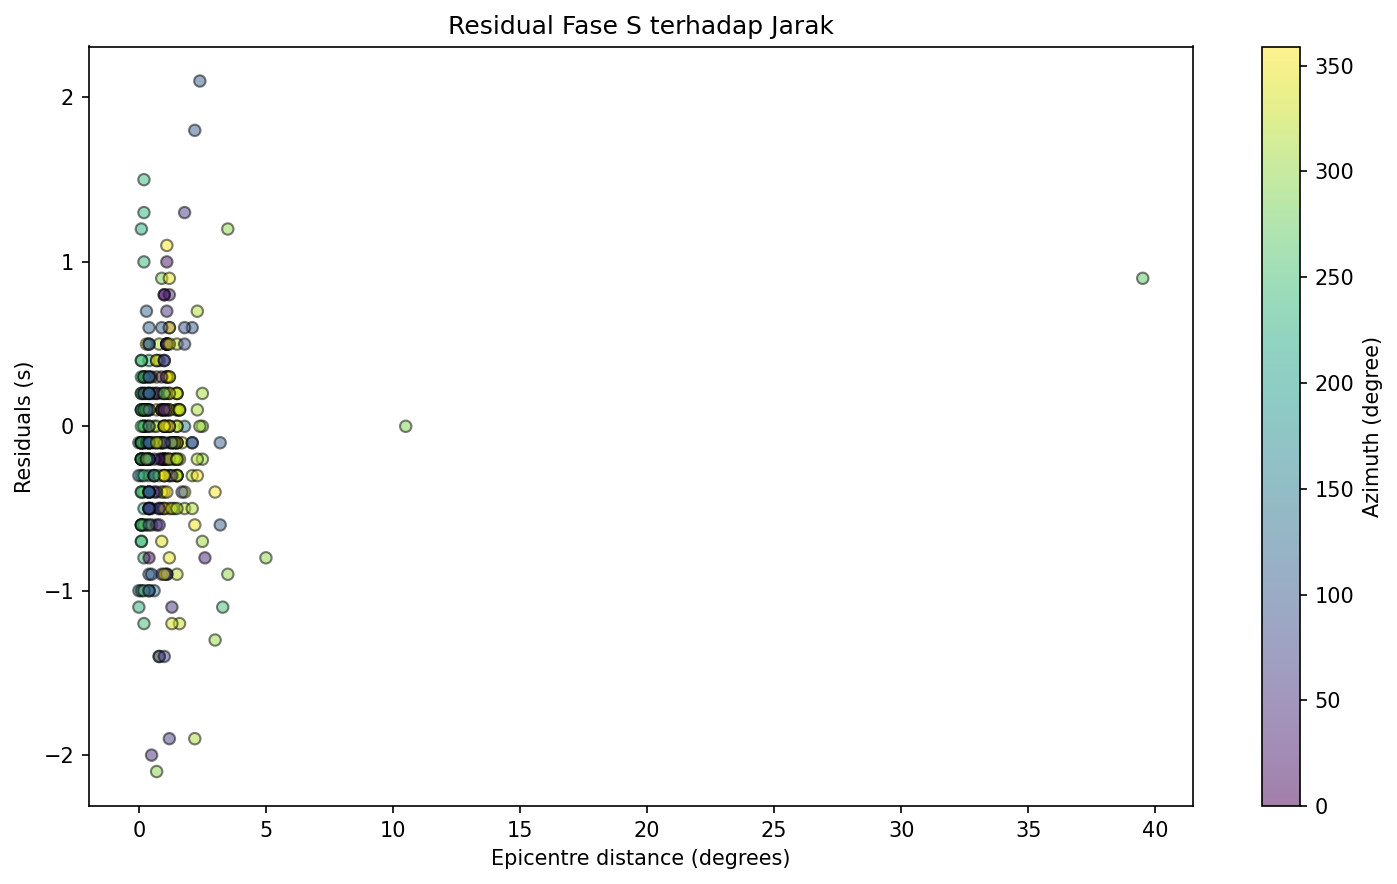 Residual Fase S terhadap Jarak
Residuals (s)
2
1
0
−1
−2
0 5 10 15 20 25 30 35 40
Epicentre distance (degrees)
350
300
250
200
150
100
50
0
Azimuth (degree)